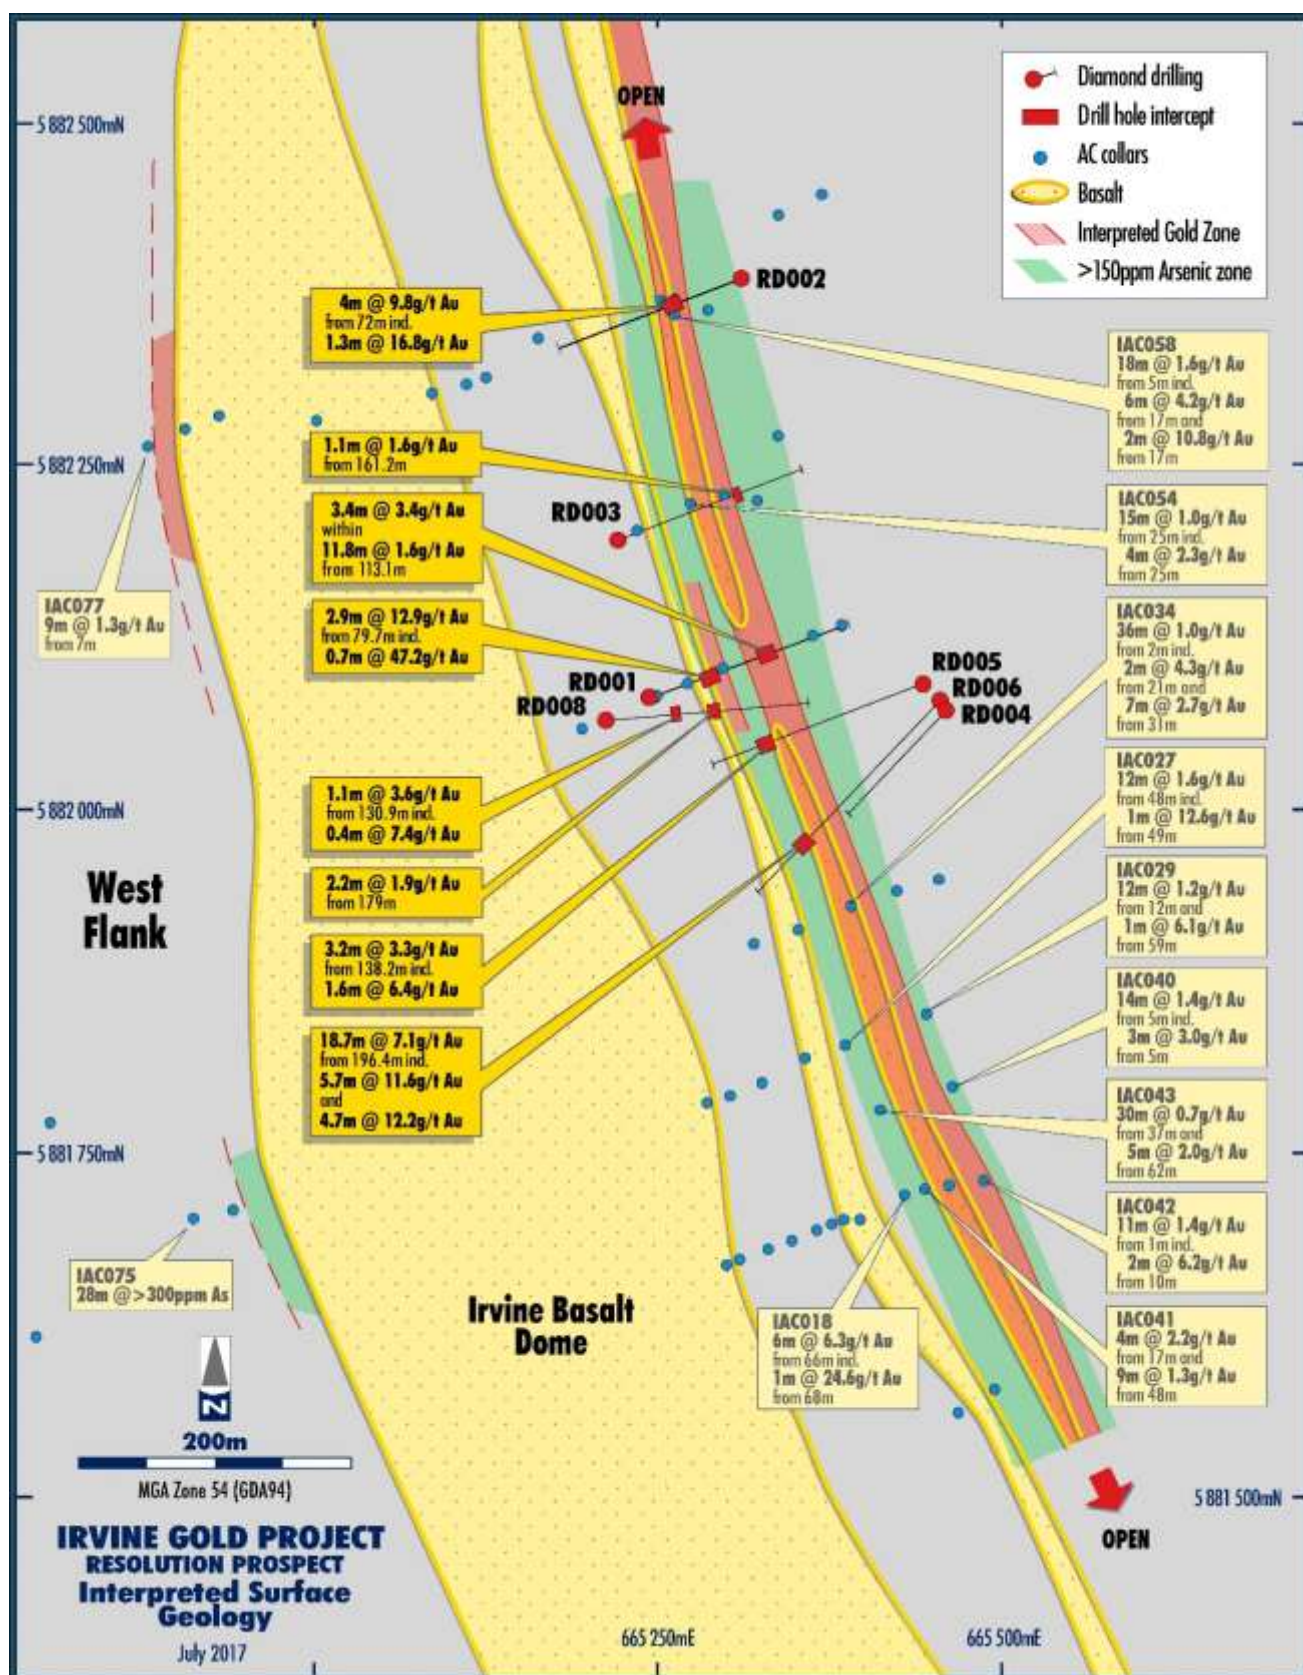 OPEN
5 882 500mN
Diamond drilling
Drill hole intercept
AC collars
Basalt
Interpreted Gold Zone
>150ppm Arsenic zone
RD002
4m @ 9.8g/t Au
from 72m incl.
1.3m @ 16.8g/t Au
IAC058
18m @ 1.6g/t Au
from 5m incl.
6m @ 4.2g/t Au
from 17m and
2m @ 10.8g/t Au
from 17m
5 882 250mN
1.1m @ 1.6g/t Au
from 161.2m
RD003
3.4m @ 3.4g/t Au
within
11.8m @ 1.6g/t Au
from 113.1m
IAC054
15m @ 1.0g/t Au
from 25m incl.
4m @ 2.3g/t Au
from 25m
IAC077
9m @ 1.3g/t Au
from 7m
2.9m @ 12.9g/t Au
from 79.7m incl.
0.7m @ 47.2g/t Au
RD001
RD008
RD005
RD006
RD004
IAC034
36m @ 1.0g/t Au
from 2m incl.
2m @ 4.3g/t Au
from 21m and
7m @ 2.7g/t Au
from 31m
1.1m @ 3.6g/t Au
from 130.9m incl.
0.4m @ 7.4g/t Au
5 882 000mN
IAC027
12m @ 1.6g/t Au
from 48m incl.
1m @ 12.6g/t Au
from 49m
West
Flank
2.2m @ 1.9g/t Au
from 179m
IAC029
12m @ 1.2g/t Au
from 12m and
1m @ 6.1g/t Au
from 59m
3.2m @ 3.3g/t Au
from 138.2m incl.
1.6m @ 6.4g/t Au
IAC040
14m @ 1.4g/t Au
from 5m incl.
3m @ 3.0g/t Au
from 5m
18.7m @ 7.1g/t Au
from 196.4m incl.
5.7m @ 11.6g/t Au
and
4.7m @ 12.2g/t Au
IAC043
30m @ 0.7g/t Au
from 37m and
5m @ 2.0g/t Au
from 62m
5 881 750mN
IAC042
11m @ 1.4g/t Au
from 1m incl.
2m @ 6.2g/t Au
from 10m
IAC075
28m @>300ppm As
Irvine Basalt
Dome
IAC018
6m @ 6.3g/t Au
from 66m incl.
1m @ 24.6g/t Au
from 68m
IAC041
4m @ 2.2g/t Au
from 17m and
9m @ 1.3g/t Au
from 48m
N
200m
MGA Zone 54 (GDA94)
5 881 500mN
OPEN
IRVINE GOLD PROJECT
RESOLUTION PROSPECT
Interpreted Surface
Geology
July 2017
665 250mE
665 500mE